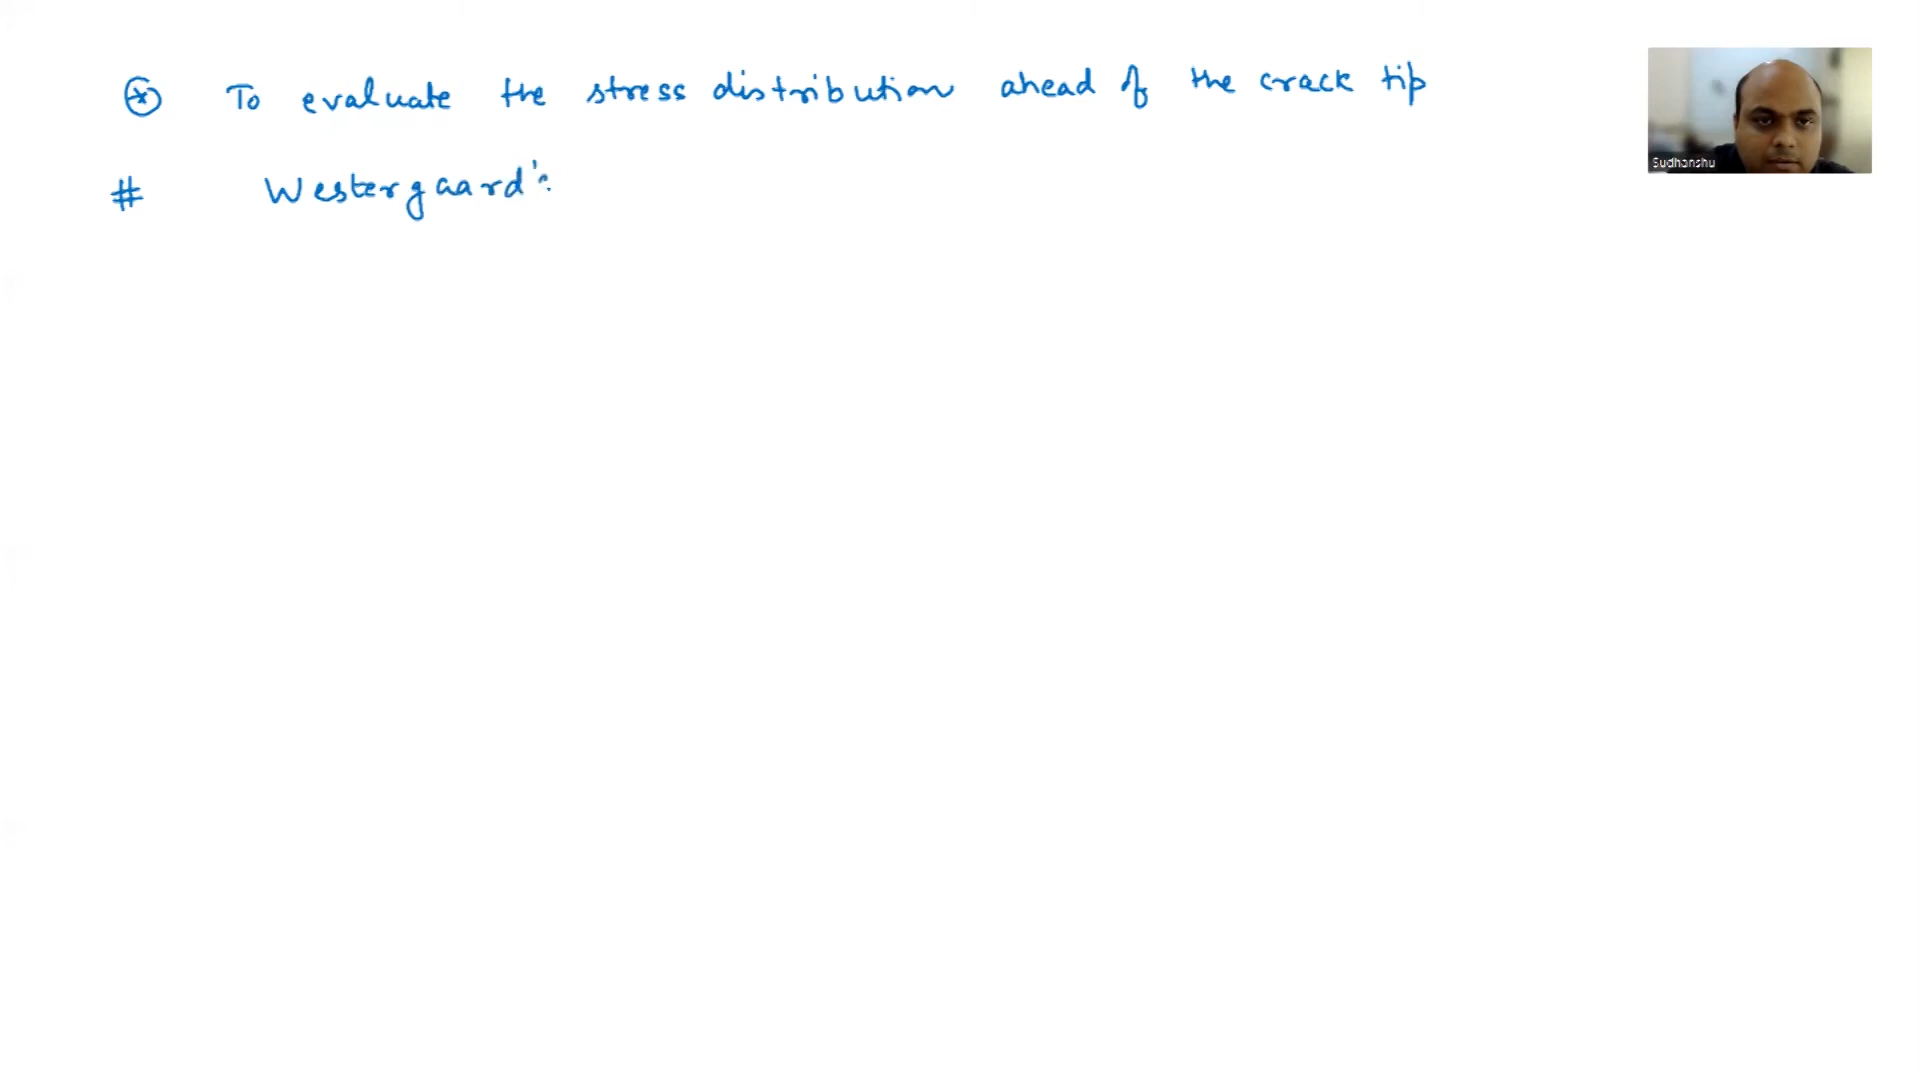 ⊛ To evaluate the stress distribution ahead of the crack tip
# Westergaard's
Sudhanshu